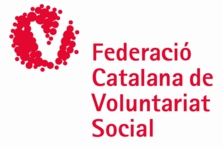 Federació
Catalana de
Voluntariat
Social